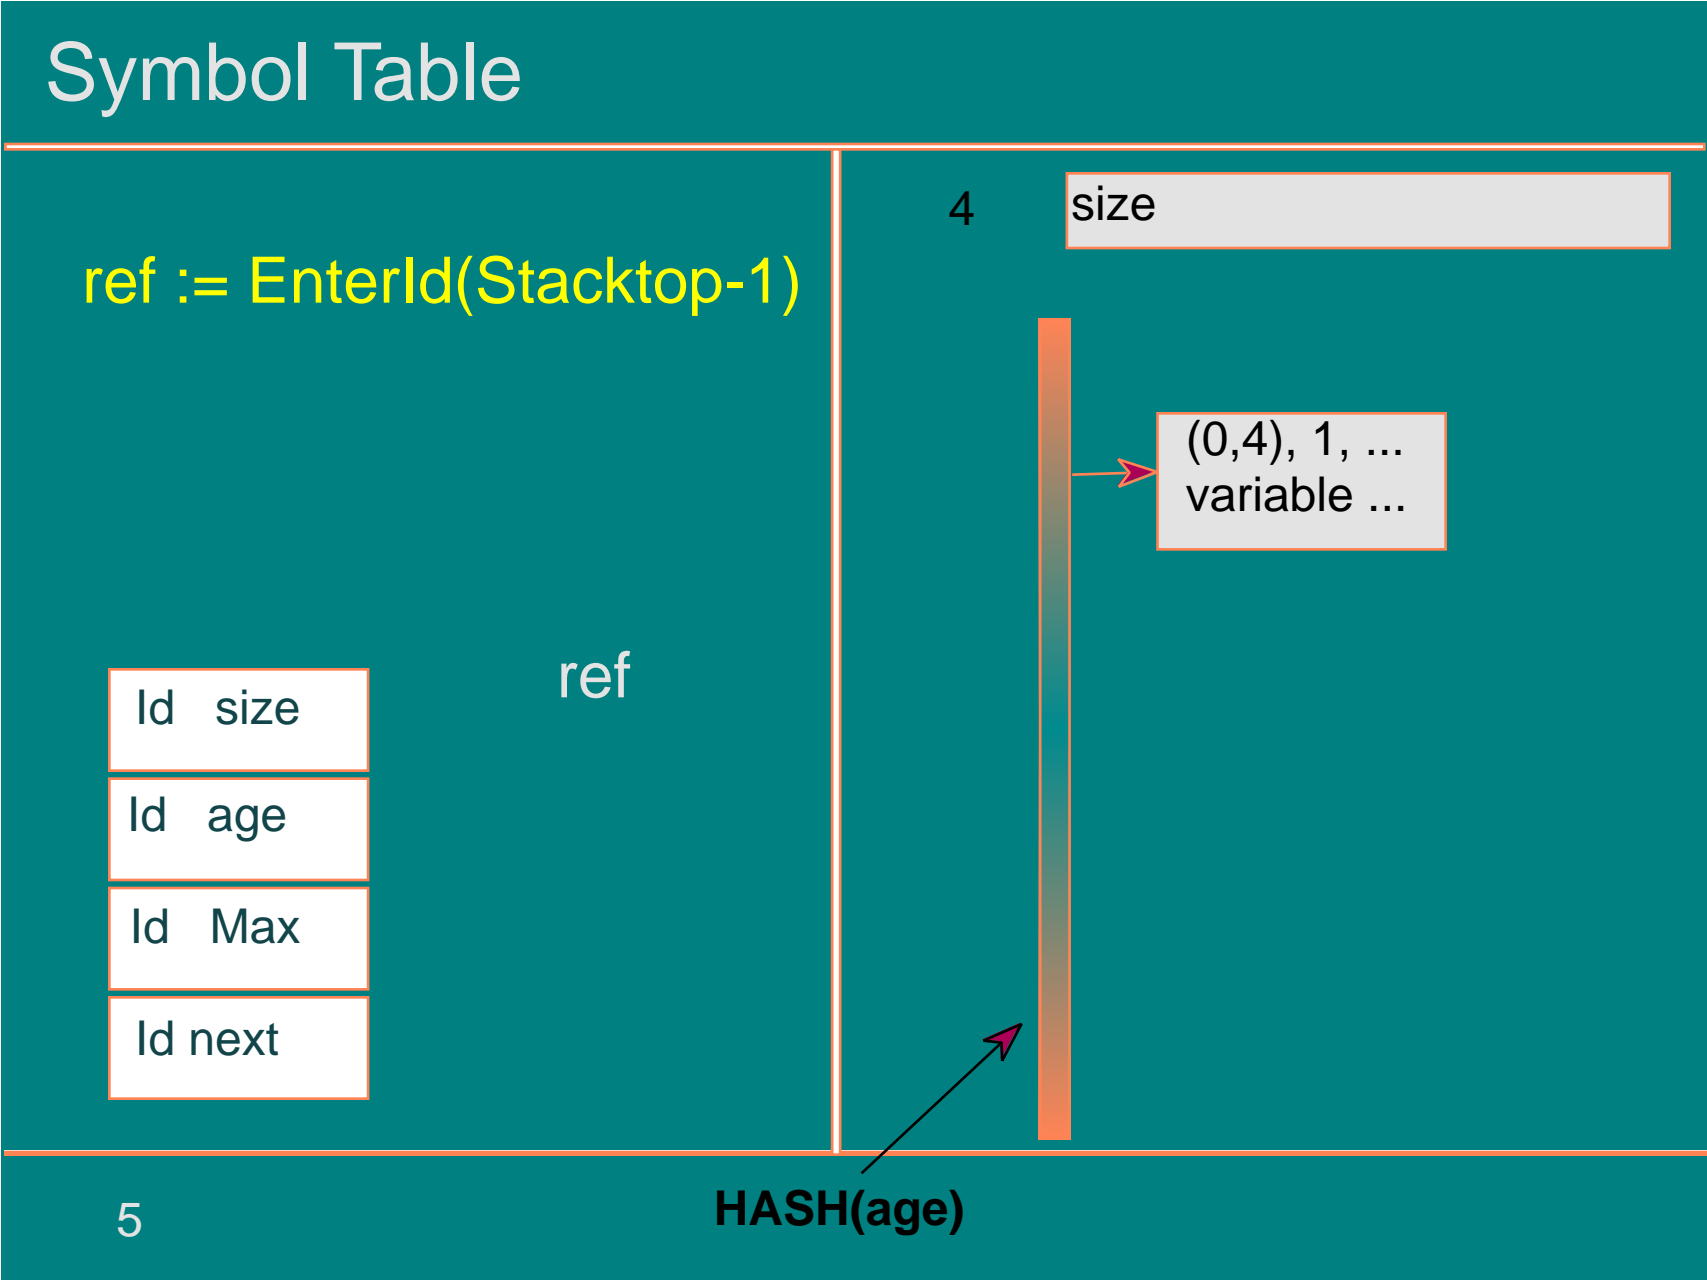 Symbol Table
ref := EnterId(Stacktop-1)
ref
Id size
Id age
Id Max
Id next
4
size
(0,4), 1, ...
variable ...
HASH(age)
5